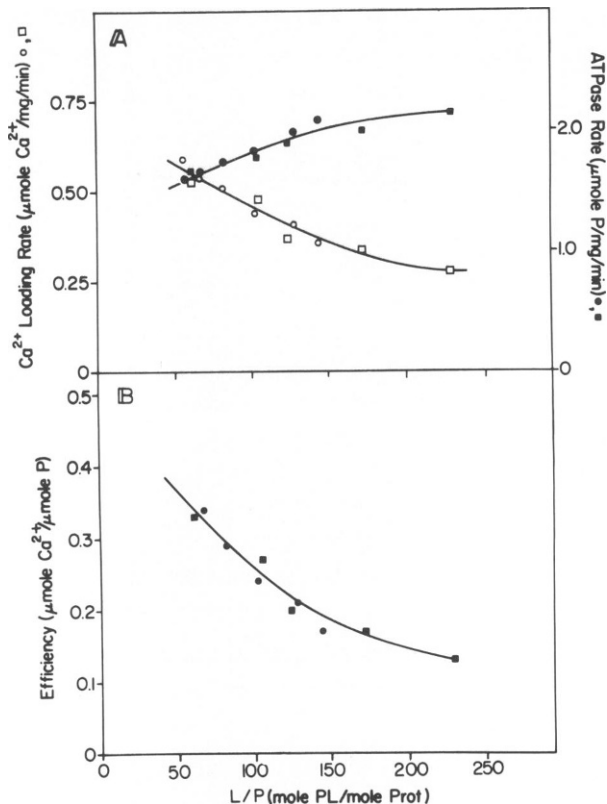 A
Ca²⁺ Loading Rate (μmole Ca²⁺/mg/min) ○, □
0.75
0.50
0.25
0
ATPase Rate (μmole P/mg/min) ●, ■
2.0
1.0
0
B
Efficiency (μmole Ca²⁺/μmole P)
0.5
0.4
0.3
0.2
0.1
0
0 50 100 150 200 250
L/P (mole PL/mole Prot)